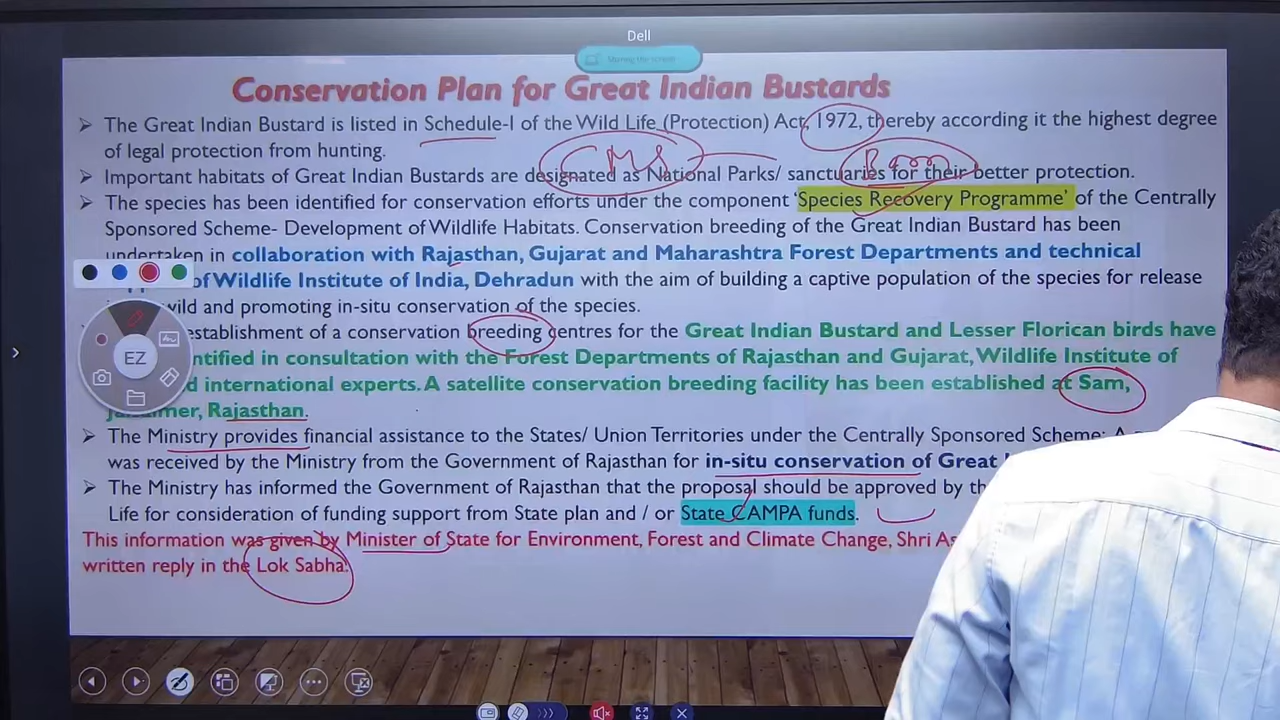 Dell
Sharing the screen
Conservation Plan for Great Indian Bustards
➢ The Great Indian Bustard is listed in Schedule-I of the Wild Life (Protection) Act, 1972, thereby according it the highest degree
of legal protection from hunting.
CMS
➢ Important habitats of Great Indian Bustards are designated as National Parks/ sanctuaries for their better protection.
➢ The species has been identified for conservation efforts under the component ‘Species Recovery Programme’ of the Centrally
Sponsored Scheme- Development of Wildlife Habitats. Conservation breeding of the Great Indian Bustard has been
undertaken in collaboration with Rajasthan, Gujarat and Maharashtra Forest Departments and technical
of Wildlife Institute of India, Dehradun with the aim of building a captive population of the species for release
wild and promoting in-situ conservation of the species.
establishment of a conservation breeding centres for the Great Indian Bustard and Lesser Florican birds have
ntified in consultation with the Forest Departments of Rajasthan and Gujarat, Wildlife Institute of
d international experts. A satellite conservation breeding facility has been established at Sam,
mer, Rajasthan.
EZ
➢ The Ministry provides financial assistance to the States/ Union Territories under the Centrally Sponsored Scheme: A
was received by the Ministry from the Government of Rajasthan for in-situ conservation of Great
➢ The Ministry has informed the Government of Rajasthan that the proposal should be approved by th
Life for consideration of funding support from State plan and / or State CAMPA funds.
This information was given by Minister of State for Environment, Forest and Climate Change, Shri As
written reply in the Lok Sabha.